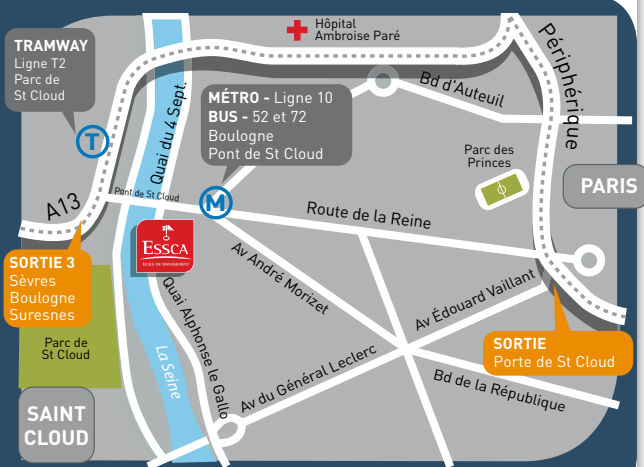 Hôpital
Ambroise Paré
TRAMWAY
Ligne T2
Parc de
St Cloud
T
Quai du 4 Sept.
MÉTRO - Ligne 10
BUS - 52 et 72
Boulogne
Pont de St Cloud
M
Bd d'Auteuil
Périphérique
Parc des
Princes
PARIS
A13
Pont de St Cloud
Route de la Reine
ESSCA
ÉCOLE DE MANAGEMENT
SORTIE 3
Sèvres
Boulogne
Suresnes
Av André Morizet
Quai Alphonse le Gallo
Av Édouard Vaillant
Parc de
St Cloud
La Seine
SORTIE
Porte de St Cloud
Av du Général Leclerc
Bd de la République
SAINT
CLOUD